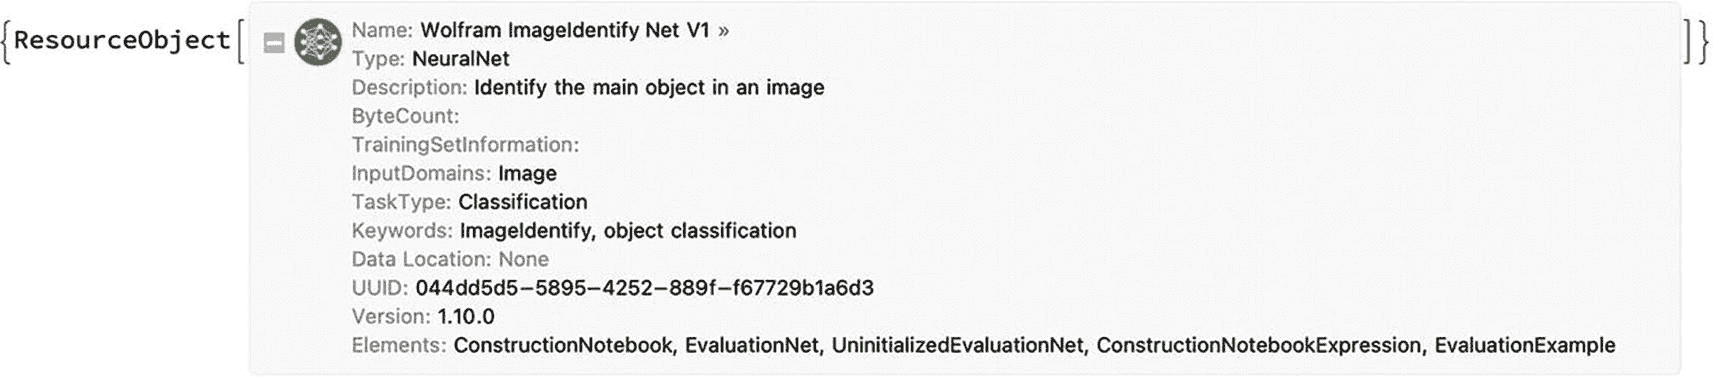 {ResourceObject[ Name: Wolfram ImageIdentify Net V1 » ]}
Type: NeuralNet
Description: Identify the main object in an image
ByteCount:
TrainingSetInformation:
InputDomains: Image
TaskType: Classification
Keywords: ImageIdentify, object classification
Data Location: None
UUID: 044dd5d5–5895–4252–889f–f67729b1a6d3
Version: 1.10.0
Elements: ConstructionNotebook, EvaluationNet, UninitializedEvaluationNet, ConstructionNotebookExpression, EvaluationExample